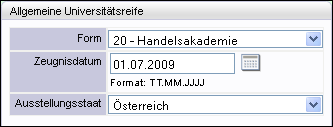 Allgemeine Universitätsreife
Form 20 - Handelsakademie
Zeugnisdatum 01.07.2009
Format: TT.MM.JJJJ
Ausstellungsstaat Österreich